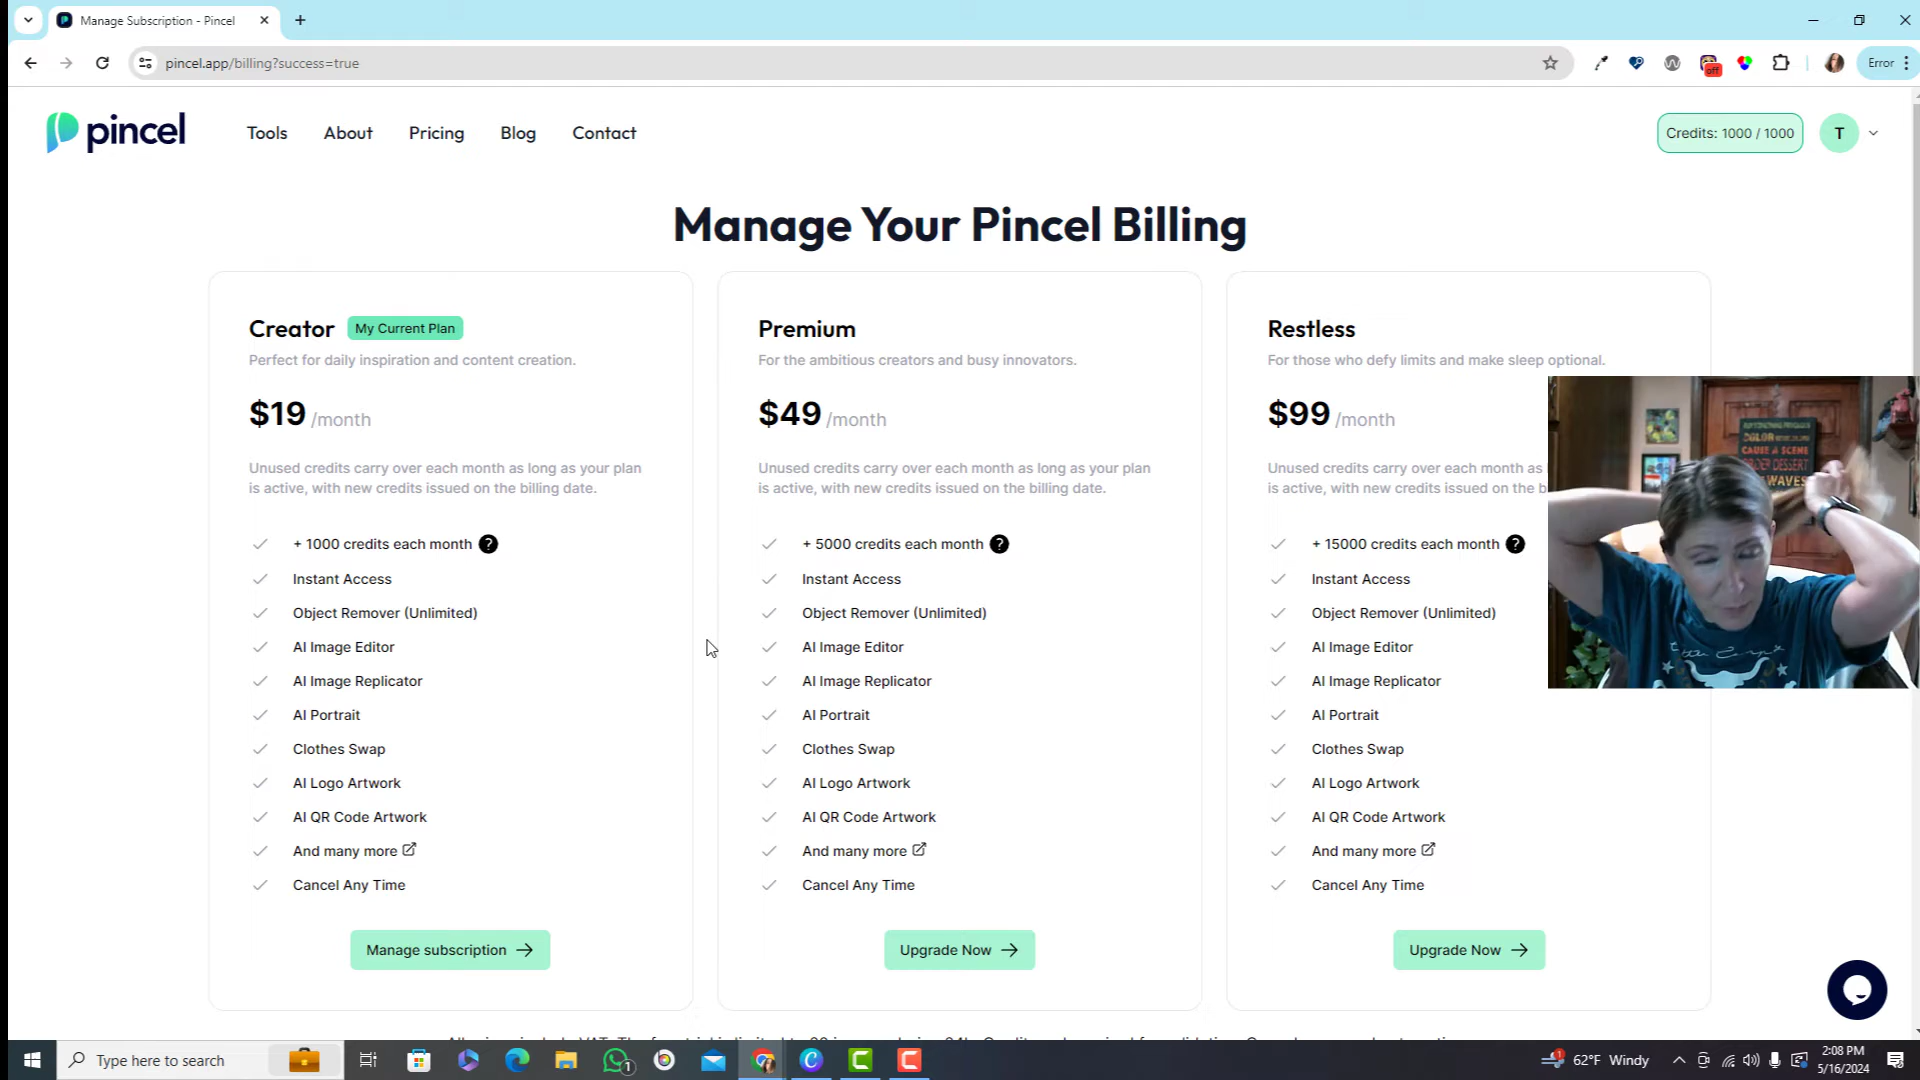 Manage Subscription - Pincel
pincel.app/billing?success=true
off
Error
pincel
Tools
About
Pricing
Blog
Contact
Credits: 1000 / 1000
T
Manage Your Pincel Billing
Creator
My Current Plan
Perfect for daily inspiration and content creation.
$19 /month
Unused credits carry over each month as long as your plan
is active, with new credits issued on the billing date.
+ 1000 credits each month ?
Instant Access
Object Remover (Unlimited)
AI Image Editor
AI Image Replicator
AI Portrait
Clothes Swap
AI Logo Artwork
AI QR Code Artwork
And many more
Cancel Any Time
Manage subscription
Premium
For the ambitious creators and busy innovators.
$49 /month
Unused credits carry over each month as long as your plan
is active, with new credits issued on the billing date.
+ 5000 credits each month ?
Instant Access
Object Remover (Unlimited)
AI Image Editor
AI Image Replicator
AI Portrait
Clothes Swap
AI Logo Artwork
AI QR Code Artwork
And many more
Cancel Any Time
Upgrade Now
Restless
For those who defy limits and make sleep optional.
$99 /month
Unused credits carry over each month as
is active, with new credits issued on the b
+ 15000 credits each month ?
Instant Access
Object Remover (Unlimited)
AI Image Editor
AI Image Replicator
AI Portrait
Clothes Swap
AI Logo Artwork
AI QR Code Artwork
And many more
Cancel Any Time
Upgrade Now
COLOR
CAUSE A SCENE
ORDER DESSERT
WAVES
Type here to search
1
1
62°F Windy
2:08 PM
5/16/2024